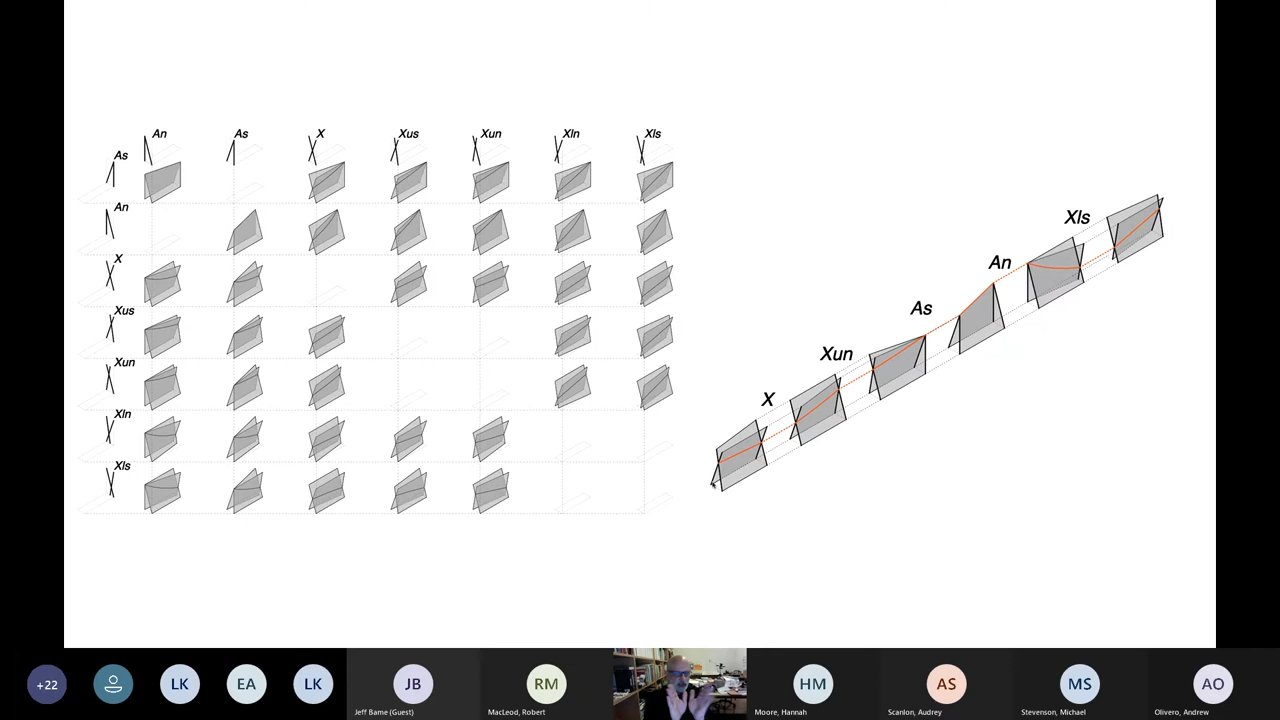 An As X Xus Xun Xln Xls
As
An
X
Xus
Xun
Xln
Xls
Xls
An
As
Xun
X
+22 LK EA LK JB RM HM AS MS AO
Jeff Bame (Guest) MacLeod, Robert Moore, Hannah Scanlon, Audrey Stevenson, Michael Olivero, Andrew